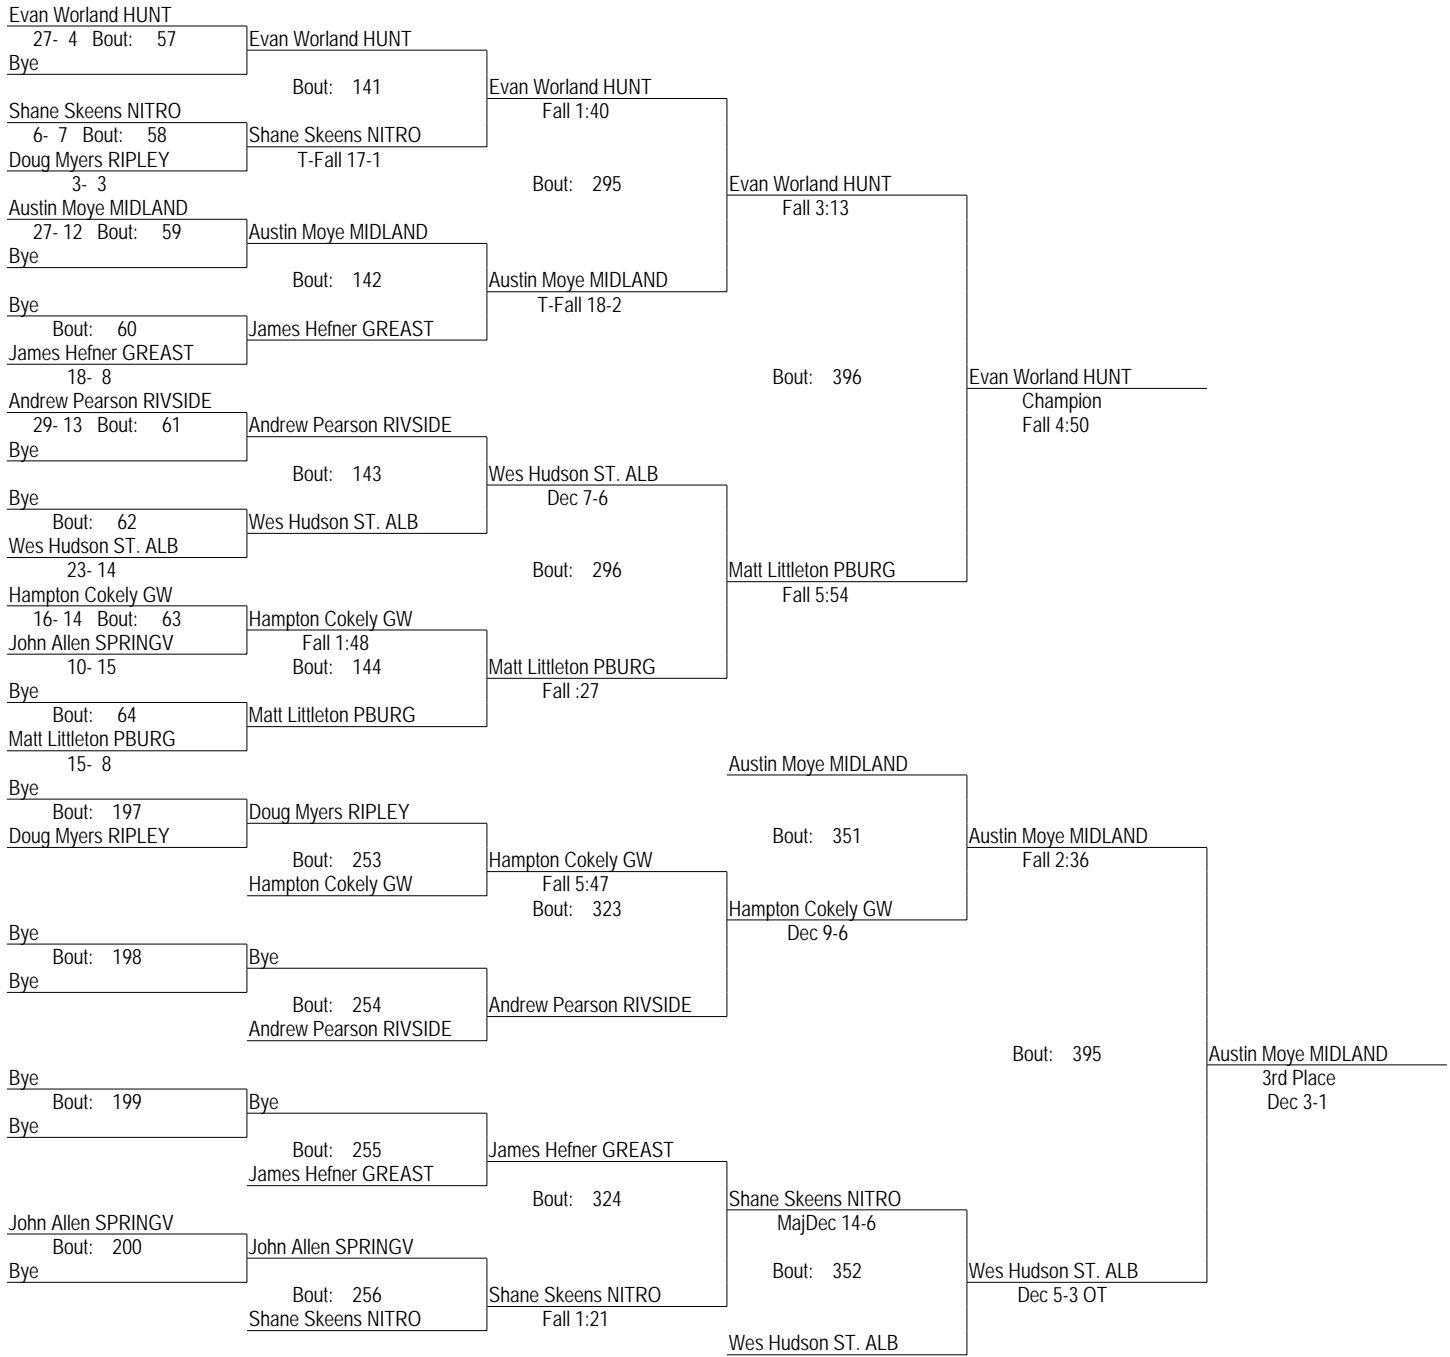 Evan Worland HUNT
27- 4 Bout: 57
Evan Worland HUNT
Bye
Bout: 141
Evan Worland HUNT
Shane Skeens NITRO
Fall 1:40
6- 7 Bout: 58
Shane Skeens NITRO
Doug Myers RIPLEY
T-Fall 17-1
3- 3
Bout: 295
Evan Worland HUNT
Austin Moye MIDLAND
Fall 3:13
27- 12 Bout: 59
Austin Moye MIDLAND
Bye
Bout: 142
Austin Moye MIDLAND
Bye
T-Fall 18-2
Bout: 60
James Hefner GREAST
James Hefner GREAST
18- 8
Bout: 396
Evan Worland HUNT
Andrew Pearson RIVSIDE
Champion
29- 13 Bout: 61
Andrew Pearson RIVSIDE
Fall 4:50
Bye
Bout: 143
Wes Hudson ST. ALB
Bye
Dec 7-6
Bout: 62
Wes Hudson ST. ALB
Wes Hudson ST. ALB
23- 14
Bout: 296
Matt Littleton PBURG
Hampton Cokely GW
Fall 5:54
16- 14 Bout: 63
Hampton Cokely GW
John Allen SPRINGV
Fall 1:48
10- 15
Bout: 144
Matt Littleton PBURG
Bye
Fall :27
Bout: 64
Matt Littleton PBURG
Matt Littleton PBURG
15- 8
Austin Moye MIDLAND
Bye
Bout: 197
Doug Myers RIPLEY
Doug Myers RIPLEY
Bout: 351
Austin Moye MIDLAND
Bout: 253
Hampton Cokely GW
Fall 2:36
Hampton Cokely GW
Fall 5:47
Bout: 323
Hampton Cokely GW
Bye
Dec 9-6
Bout: 198
Bye
Bye
Bout: 254
Andrew Pearson RIVSIDE
Andrew Pearson RIVSIDE
Bout: 395
Austin Moye MIDLAND
Bye
3rd Place
Bout: 199
Bye
Dec 3-1
Bye
Bout: 255
James Hefner GREAST
James Hefner GREAST
Bout: 324
Shane Skeens NITRO
John Allen SPRINGV
MajDec 14-6
Bout: 200
John Allen SPRINGV
Bye
Bout: 352
Wes Hudson ST. ALB
Bout: 256
Shane Skeens NITRO
Dec 5-3 OT
Shane Skeens NITRO
Fall 1:21
Wes Hudson ST. ALB